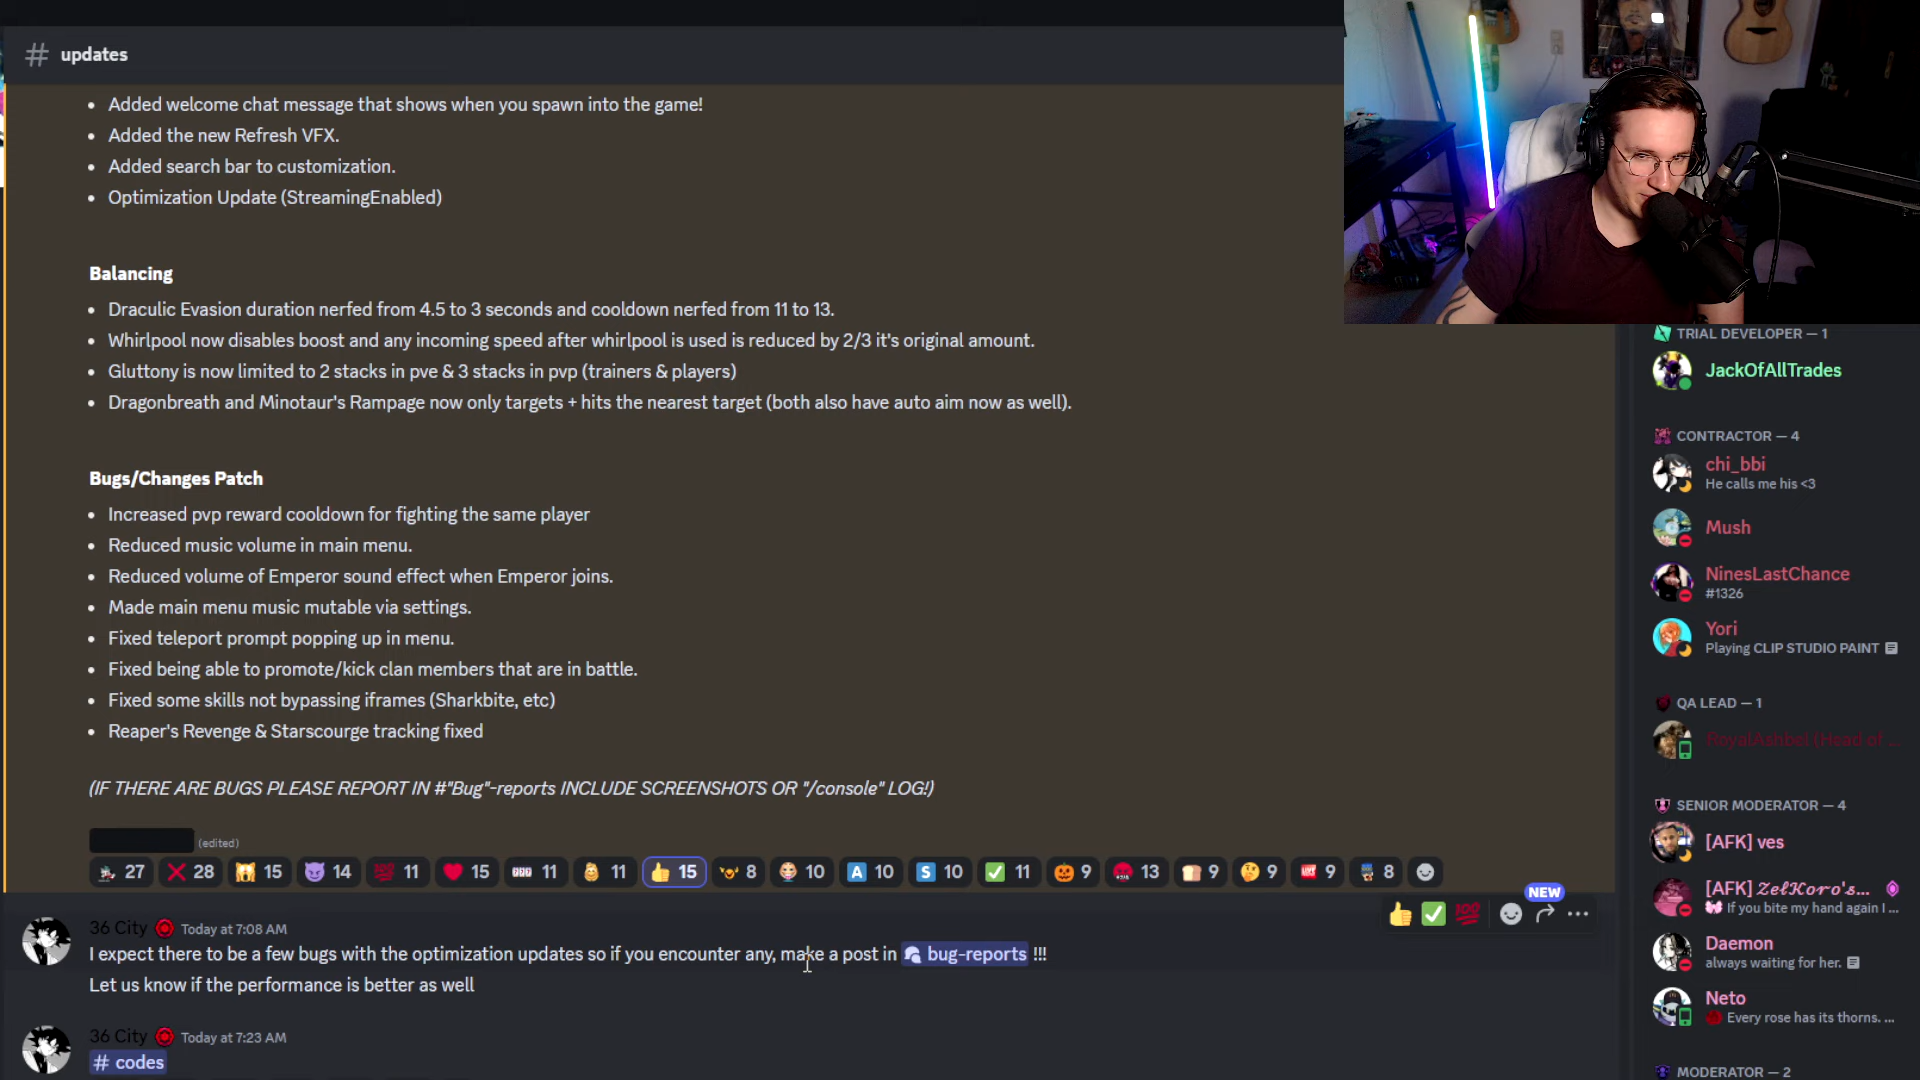 # updates
• Added welcome chat message that shows when you spawn into the game!
• Added the new Refresh VFX.
• Added search bar to customization.
• Optimization Update (StreamingEnabled)
Balancing
• Draculic Evasion duration nerfed from 4.5 to 3 seconds and cooldown nerfed from 11 to 13.
• Whirlpool now disables boost and any incoming speed after whirlpool is used is reduced by 2/3 it's original amount.
• Gluttony is now limited to 2 stacks in pve & 3 stacks in pvp (trainers & players)
• Dragonbreath and Minotaur's Rampage now only targets + hits the nearest target (both also have auto aim now as well).
Bugs/Changes Patch
• Increased pvp reward cooldown for fighting the same player
• Reduced music volume in main menu.
• Reduced volume of Emperor sound effect when Emperor joins.
• Made main menu music mutable via settings.
• Fixed teleport prompt popping up in menu.
• Fixed being able to promote/kick clan members that are in battle.
• Fixed some skills not bypassing iframes (Sharkbite, etc)
• Reaper's Revenge & Starscourge tracking fixed
(IF THERE ARE BUGS PLEASE REPORT IN #"Bug"-reports INCLUDE SCREENSHOTS OR "/console" LOG!)
(edited)
27 28 15 14 11 15 11 11 15 8 10 A 10 S 10 11 9 13 9 9 9 8
NEW
36 City Today at 7:08 AM
I expect there to be a few bugs with the optimization updates so if you encounter any, make a post in bug-reports !!!
Let us know if the performance is better as well
36 City Today at 7:23 AM
# codes
TRIAL DEVELOPER — 1
JackOfAllTrades
CONTRACTOR — 4
chi_bbi
He calls me his <3
Mush
NinesLastChance
#1326
Yori
Playing CLIP STUDIO PAINT
QA LEAD — 1
RoyalAshbel (Head of ...
SENIOR MODERATOR — 4
[AFK] ves
[AFK] 𝓩𝓮𝓵𝓚𝓸𝓻𝓸'𝓼...
If you bite my hand again I ...
Daemon
always waiting for her.
Neto
Every rose has its thorns. ...
MODERATOR — 2